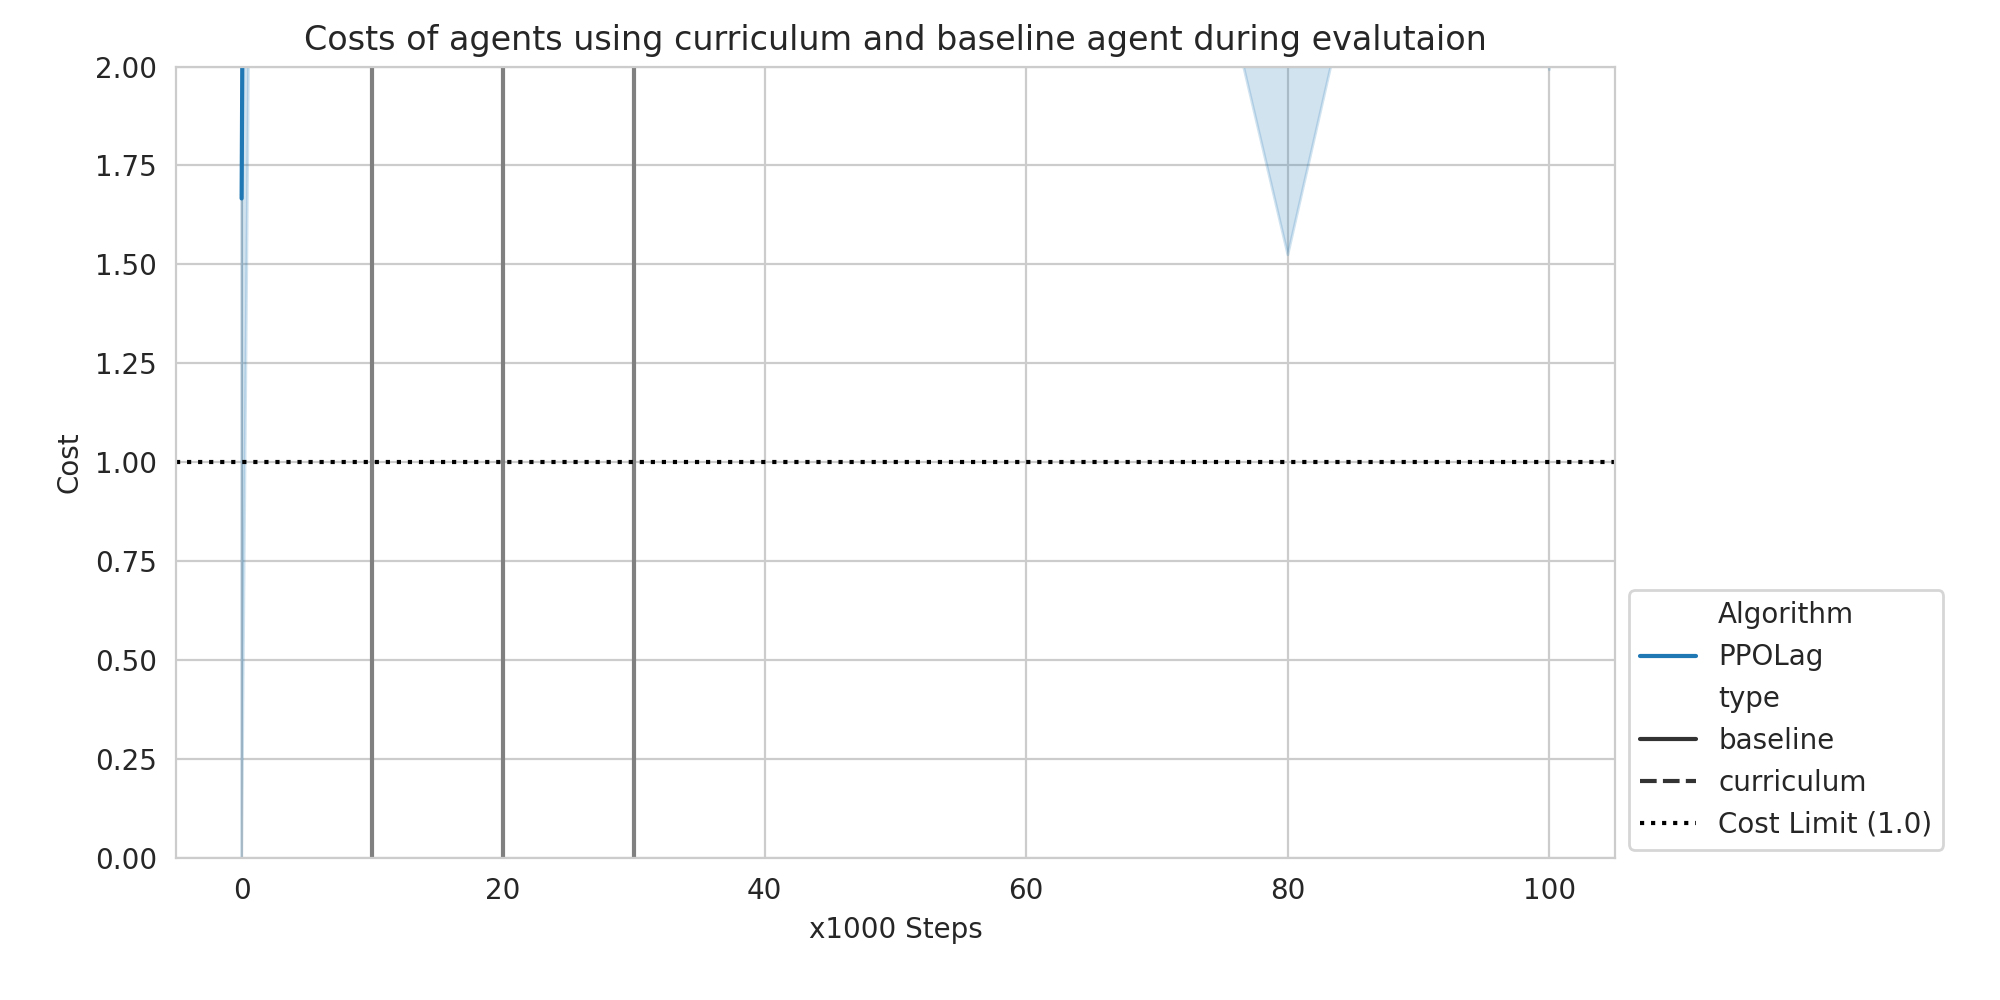 Costs of agents using curriculum and baseline agent during evalutaion
2.00
1.75
1.50
1.25
1.00
0.75
0.50
0.25
0.00
Cost
0 20 40 60 80 100
x1000 Steps
Algorithm
PPOLag
type
baseline
curriculum
Cost Limit (1.0)